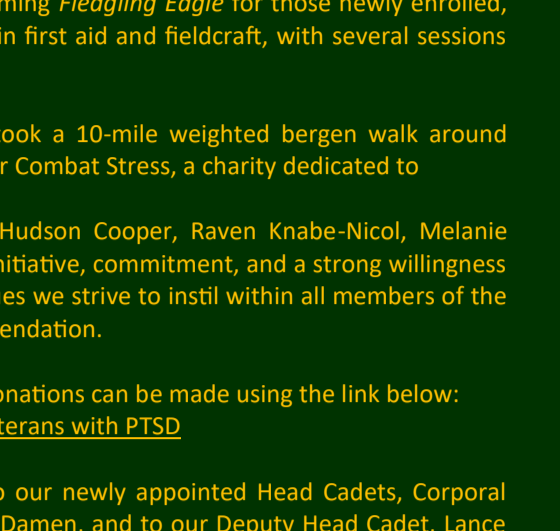 ming Fledgling Eagle for those newly enrolled,
in first aid and fieldcraft, with several sessions
took a 10-mile weighted bergen walk around
r Combat Stress, a charity dedicated to
Hudson Cooper, Raven Knabe-Nicol, Melanie
nitiative, commitment, and a strong willingness
ues we strive to instil within all members of the
endation.
onations can be made using the link below:
terans with PTSD
o our newly appointed Head Cadets, Corporal
Damen, and to our Deputy Head Cadet, Lance